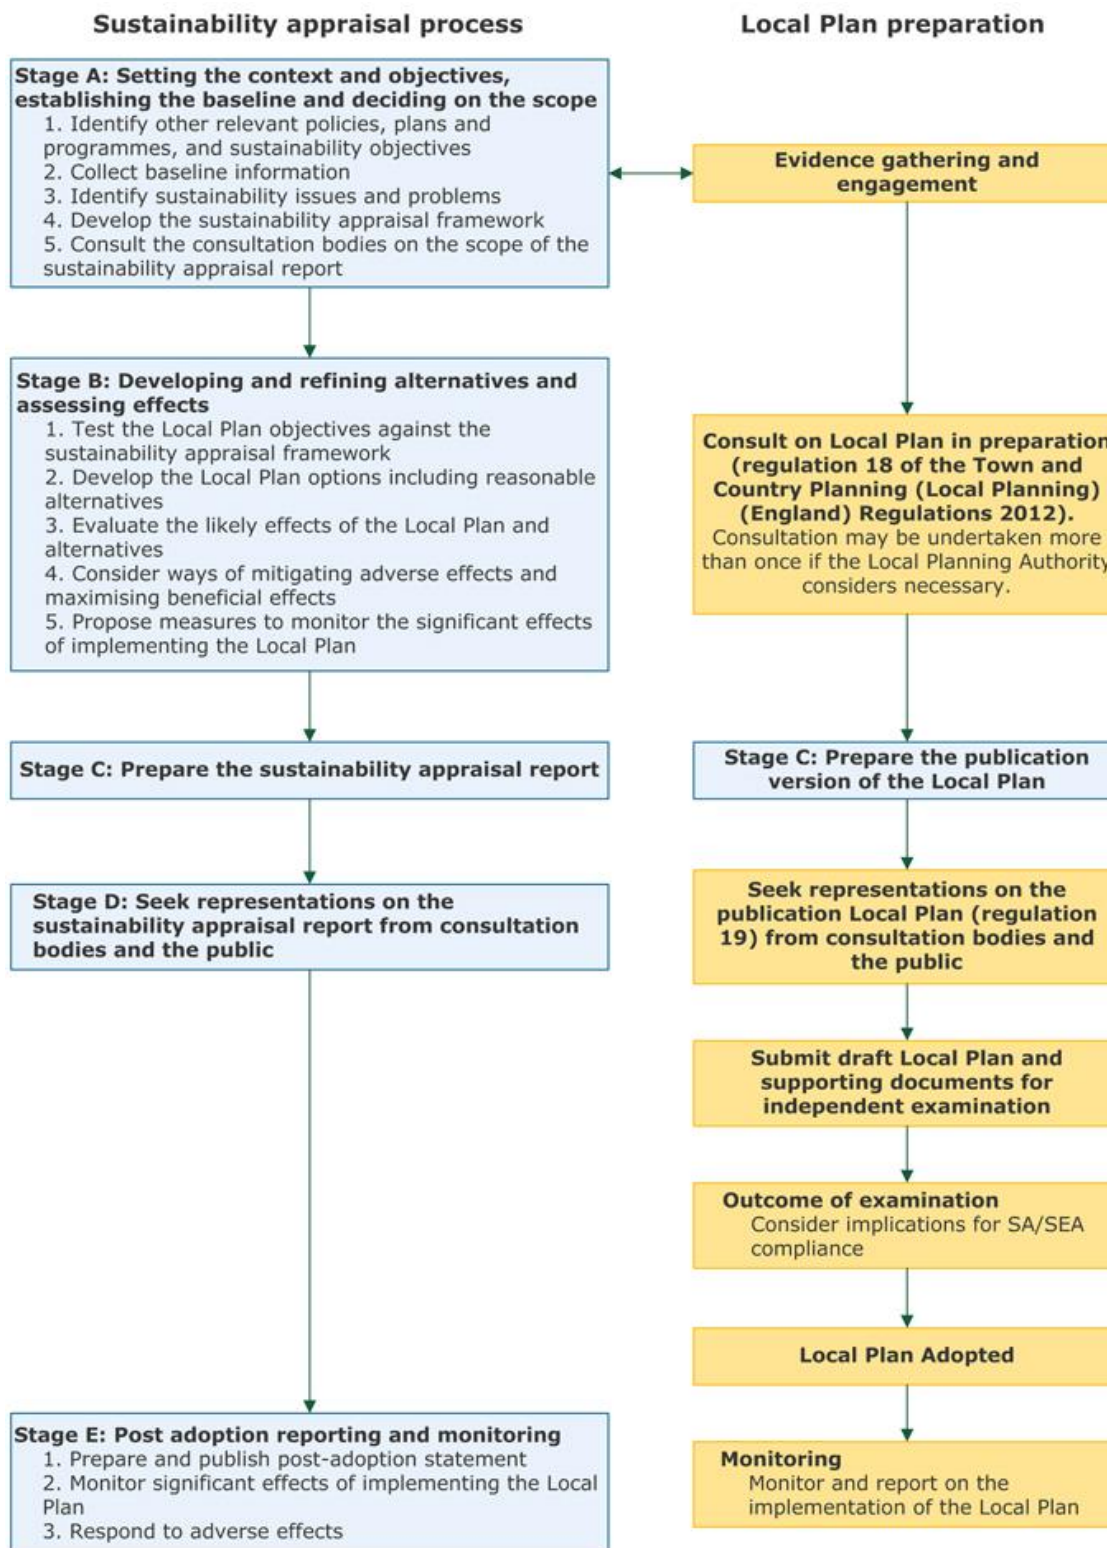 Sustainability appraisal process
Local Plan preparation
Stage A: Setting the context and objectives,
establishing the baseline and deciding on the scope
1. Identify other relevant policies, plans and
programmes, and sustainability objectives
2. Collect baseline information
3. Identify sustainability issues and problems
4. Develop the sustainability appraisal framework
5. Consult the consultation bodies on the scope of the
sustainability appraisal report
Evidence gathering and
engagement
Stage B: Developing and refining alternatives and
assessing effects
1. Test the Local Plan objectives against the
sustainability appraisal framework
2. Develop the Local Plan options including reasonable
alternatives
3. Evaluate the likely effects of the Local Plan and
alternatives
4. Consider ways of mitigating adverse effects and
maximising beneficial effects
5. Propose measures to monitor the significant effects
of implementing the Local Plan
Consult on Local Plan in preparation
(regulation 18 of the Town and
Country Planning (Local Planning)
(England) Regulations 2012).
Consultation may be undertaken more
than once if the Local Planning Authority
considers necessary.
Stage C: Prepare the sustainability appraisal report
Stage C: Prepare the publication
version of the Local Plan
Stage D: Seek representations on the
sustainability appraisal report from consultation
bodies and the public
Seek representations on the
publication Local Plan (regulation
19) from consultation bodies and
the public
Submit draft Local Plan and
supporting documents for
independent examination
Outcome of examination
Consider implications for SA/SEA
compliance
Local Plan Adopted
Stage E: Post adoption reporting and monitoring
1. Prepare and publish post-adoption statement
2. Monitor significant effects of implementing the Local
Plan
3. Respond to adverse effects
Monitoring
Monitor and report on the
implementation of the Local Plan